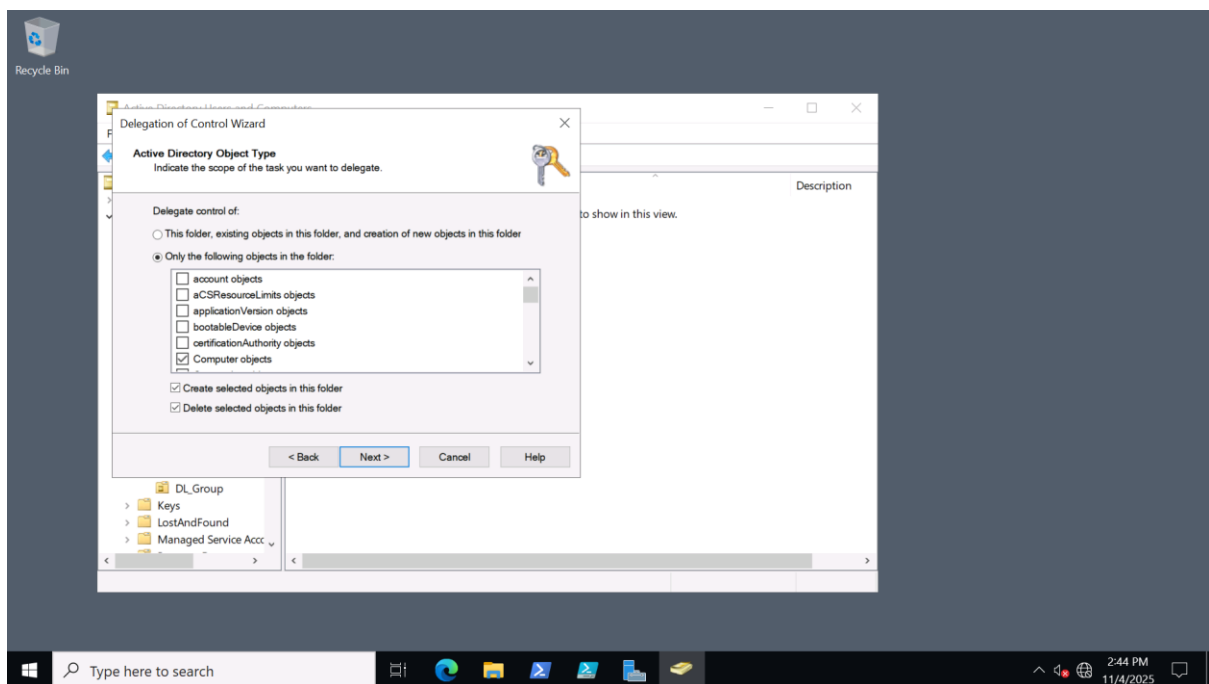 Recycle Bin
Active Directory Users and Computers
Delegation of Control Wizard
Active Directory Object Type
Indicate the scope of the task you want to delegate.
Description
Delegate control of:
to show in this view.
This folder, existing objects in this folder, and creation of new objects in this folder
Only the following objects in the folder:
account objects
aCSResourceLimits objects
applicationVersion objects
bootableDevice objects
certificationAuthority objects
Computer objects
Create selected objects in this folder
Delete selected objects in this folder
< Back Next > Cancel Help
DL_Group
Keys
LostAndFound
Managed Service Acc
Type here to search
2:44 PM
11/4/2025